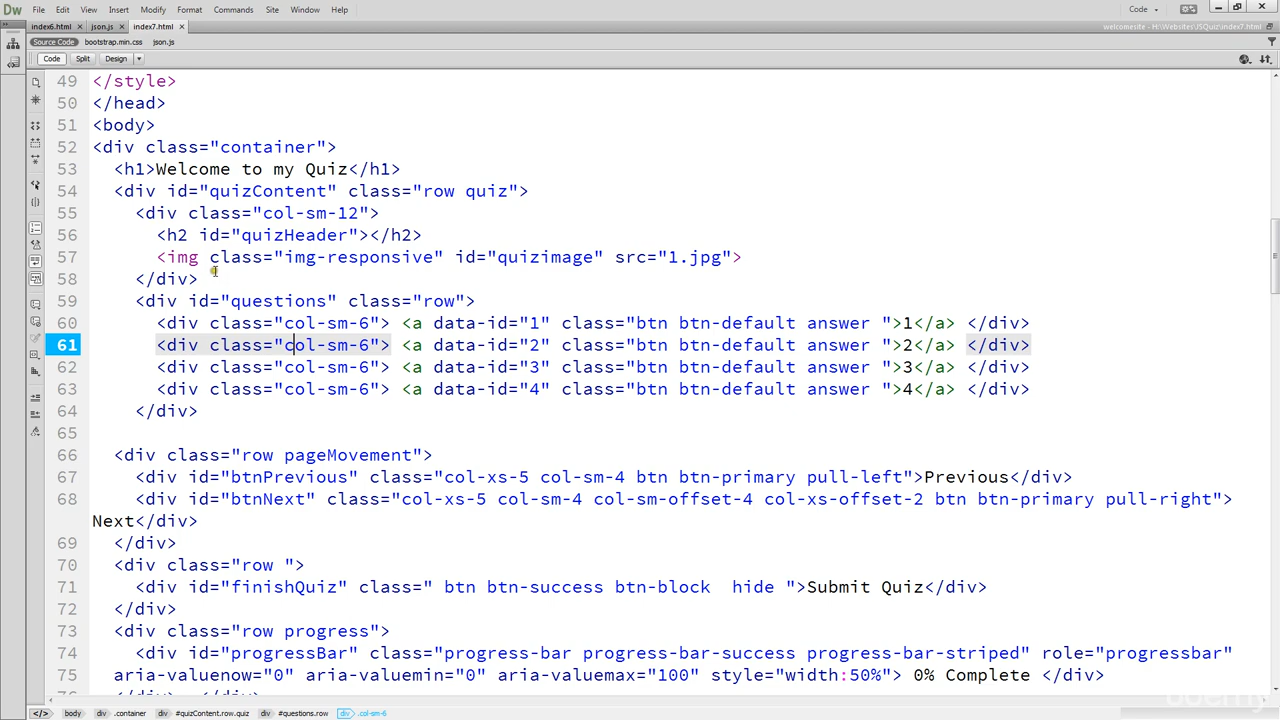 Dw File Edit View Insert Modify Format Commands Site Window Help Code
index6.html × json.js × index7.html × welcomesite - H:\Websites\JSQuiz\index7.html
Source Code bootstrap.min.css json.js
Code Split Design
49 </style>
50 </head>
51 <body>
52 <div class="container">
53 <h1>Welcome to my Quiz</h1>
54 <div id="quizContent" class="row quiz">
55 <div class="col-sm-12">
56 <h2 id="quizHeader"></h2>
57 <img class="img-responsive" id="quizimage" src="1.jpg">
58 </div>
59 <div id="questions" class="row">
60 <div class="col-sm-6"> <a data-id="1" class="btn btn-default answer ">1</a> </div>
61 <div class="col-sm-6"> <a data-id="2" class="btn btn-default answer ">2</a> </div>
62 <div class="col-sm-6"> <a data-id="3" class="btn btn-default answer ">3</a> </div>
63 <div class="col-sm-6"> <a data-id="4" class="btn btn-default answer ">4</a> </div>
64 </div>
65
66 <div class="row pageMovement">
67 <div id="btnPrevious" class="col-xs-5 col-sm-4 btn btn-primary pull-left">Previous</div>
68 <div id="btnNext" class="col-xs-5 col-sm-4 col-sm-offset-4 col-xs-offset-2 btn btn-primary pull-right">
Next</div>
69 </div>
70 <div class="row ">
71 <div id="finishQuiz" class=" btn btn-success btn-block  hide ">Submit Quiz</div>
72 </div>
73 <div class="row progress">
74 <div id="progressBar" class="progress-bar progress-bar-success progress-bar-striped" role="progressbar"
75 aria-valuenow="0" aria-valuemin="0" aria-valuemax="100" style="width:50%"> 0% Complete </div>
76 </div> </div>
</> body div .container div #quizContent.row.quiz div #questions.row div .col-sm-6
udemy